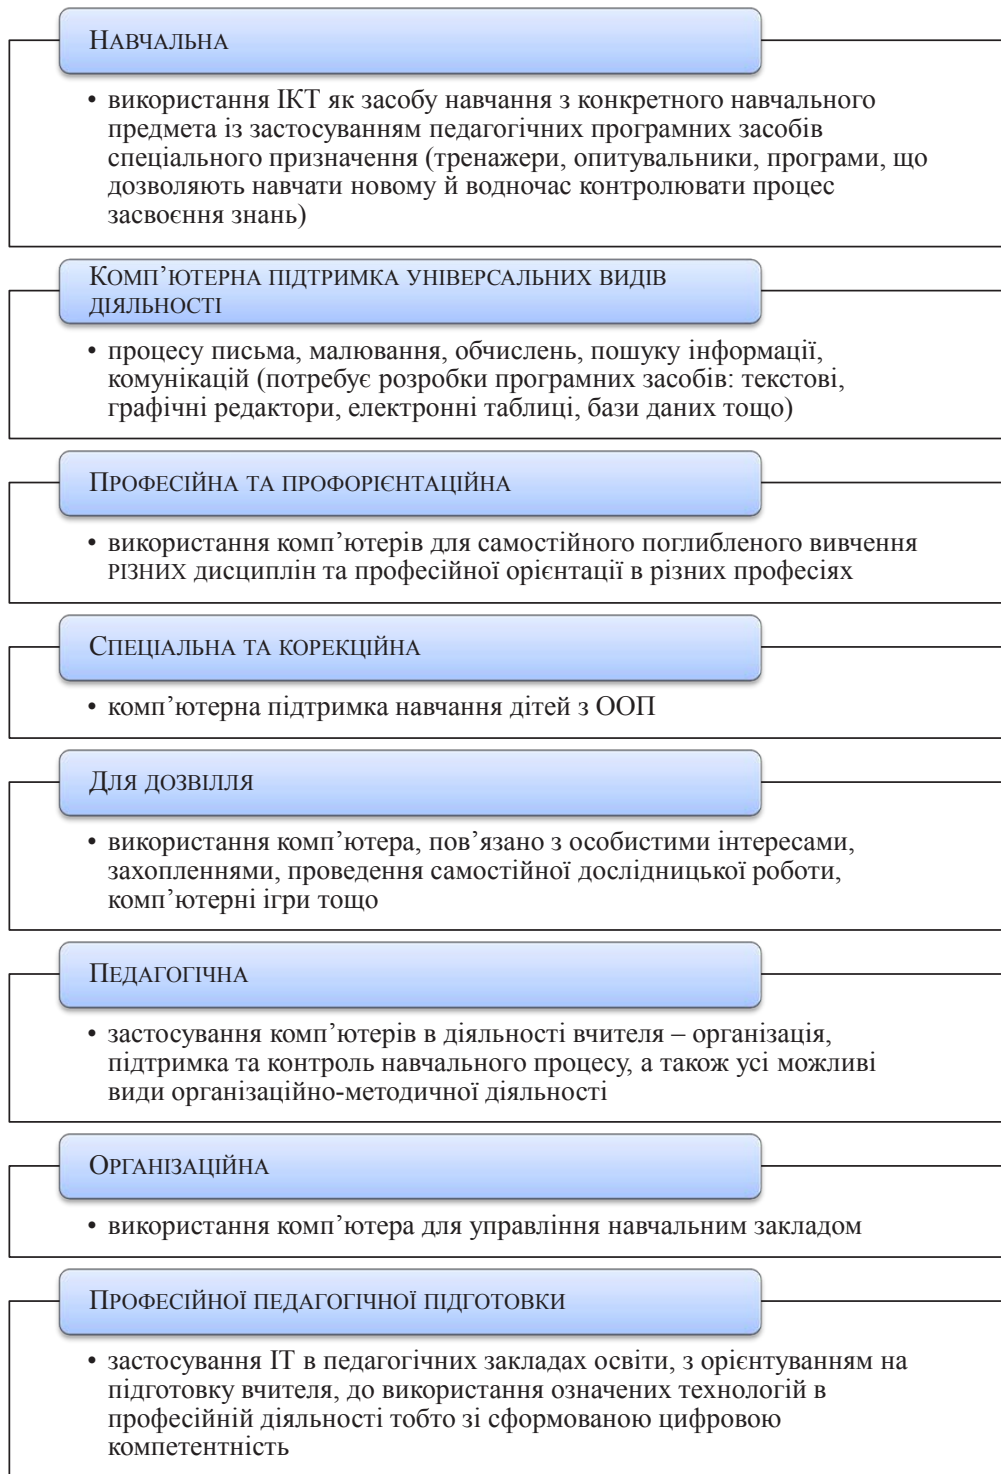 НАВЧАЛЬНА
• використання ІКТ як засобу навчання з конкретного навчального
предмета із застосуванням педагогічних програмних засобів
спеціального призначення (тренажери, опитувальники, програми, що
дозволяють навчати новому й водночас контролювати процес
засвоєння знань)
КОМП’ЮТЕРНА ПІДТРИМКА УНІВЕРСАЛЬНИХ ВИДІВ
ДІЯЛЬНОСТІ
• процесу письма, малювання, обчислень, пошуку інформації,
комунікацій (потребує розробки програмних засобів: текстові,
графічні редактори, електронні таблиці, бази даних тощо)
ПРОФЕСІЙНА ТА ПРОФОРІЄНТАЦІЙНА
• використання комп’ютерів для самостійного поглибленого вивчення
РІЗНИХ дисциплін та професійної орієнтації в різних професіях
СПЕЦІАЛЬНА ТА КОРЕКЦІЙНА
• комп’ютерна підтримка навчання дітей з ООП
ДЛЯ ДОЗВІЛЛЯ
• використання комп’ютера, пов’язано з особистими інтересами,
захопленнями, проведення самостійної дослідницької роботи,
комп’ютерні ігри тощо
ПЕДАГОГІЧНА
• застосування комп’ютерів в діяльності вчителя – організація,
підтримка та контроль навчального процесу, а також усі можливі
види організаційно-методичної діяльності
ОРГАНІЗАЦІЙНА
• використання комп’ютера для управління навчальним закладом
ПРОФЕСІЙНОЇ ПЕДАГОГІЧНОЇ ПІДГОТОВКИ
• застосування ІТ в педагогічних закладах освіти, з орієнтуванням на
підготовку вчителя, до використання означених технологій в
професійній діяльності тобто зі сформованою цифровою
компетентність